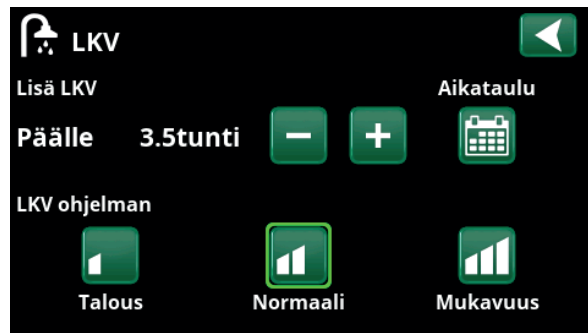 LKV
Lisä LKV
Aikataulu
Päälle 3.5tunti
LKV ohjelman
Talous Normaali Mukavuus